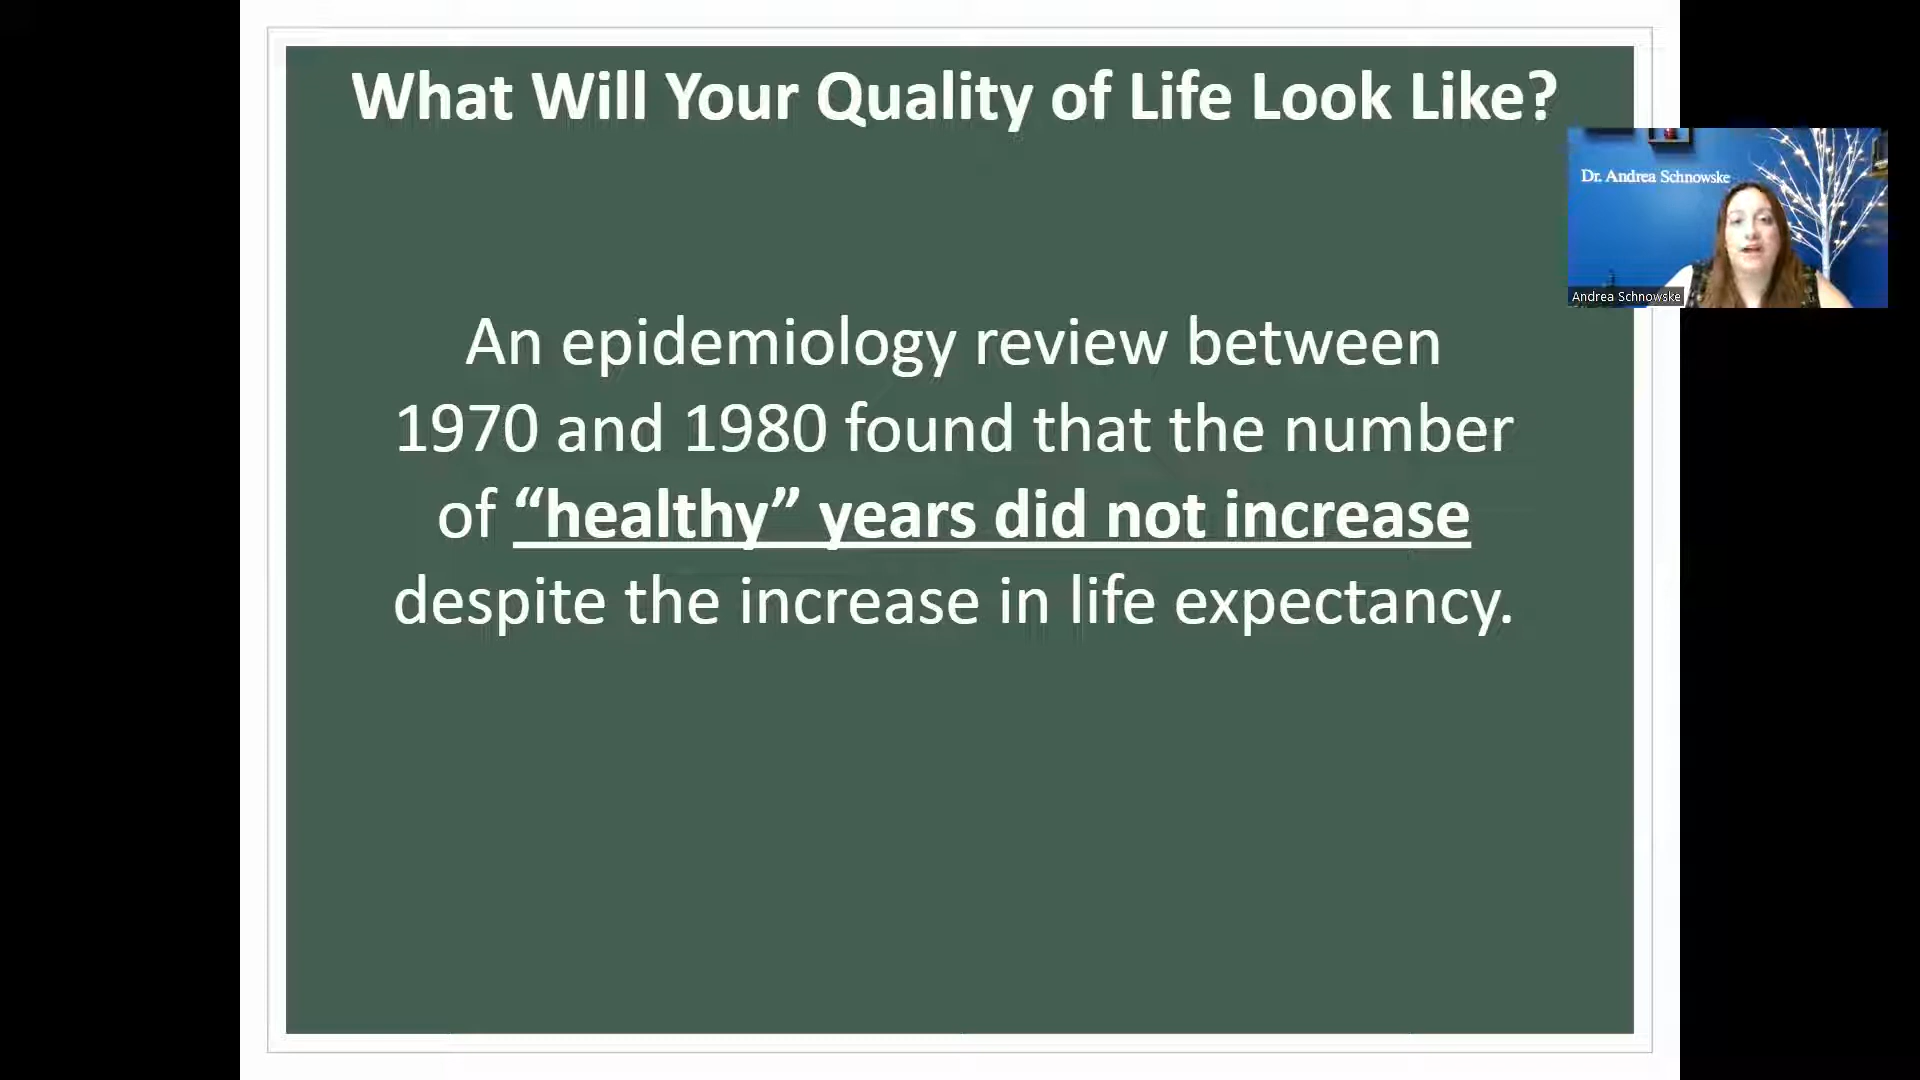 What Will Your Quality of Life Look Like?
Dr. Andrea Schnowske
Andrea Schnowske
An epidemiology review between
1970 and 1980 found that the number
of “healthy” years did not increase
despite the increase in life expectancy.